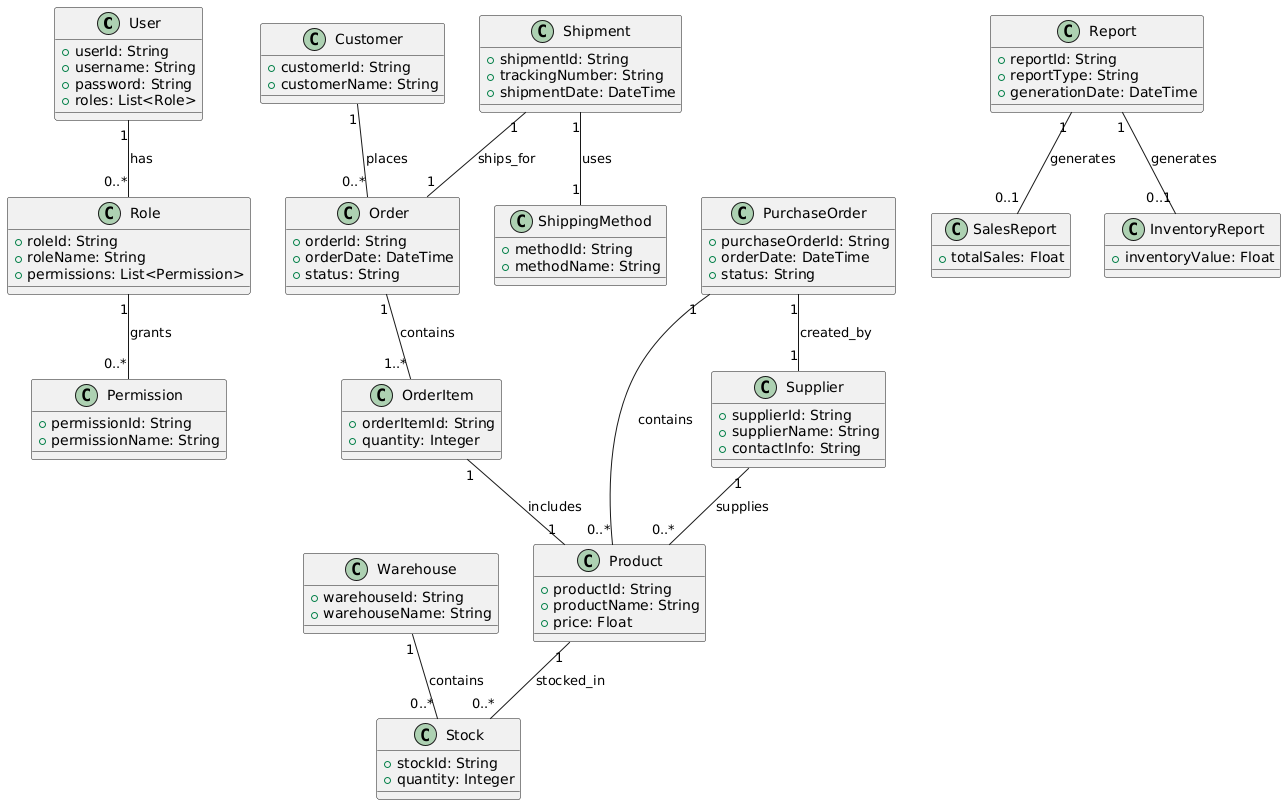 C User
userId: String
username: String
password: String
roles: List<Role>
C Customer
customerId: String
customerName: String
C Shipment
shipmentId: String
trackingNumber: String
shipmentDate: DateTime
C Report
reportId: String
reportType: String
generationDate: DateTime
1
has
0..*
1
places
0..*
1
ships_for
1
1
uses
1
1
generates
0..1
1
generates
0..1
C Role
roleId: String
roleName: String
permissions: List<Permission>
C Order
orderId: String
orderDate: DateTime
status: String
C ShippingMethod
methodId: String
methodName: String
C PurchaseOrder
purchaseOrderId: String
orderDate: DateTime
status: String
C SalesReport
totalSales: Float
C InventoryReport
inventoryValue: Float
1
grants
0..*
1
contains
1..*
1
contains
0..*
1
created_by
1
C Permission
permissionId: String
permissionName: String
C OrderItem
orderItemId: String
quantity: Integer
C Supplier
supplierId: String
supplierName: String
contactInfo: String
1
includes
1
1
supplies
0..*
C Warehouse
warehouseId: String
warehouseName: String
C Product
productId: String
productName: String
price: Float
1
contains
0..*
1
stocked_in
0..*
C Stock
stockId: String
quantity: Integer